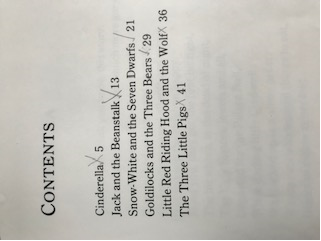 CONTENTS
Cinderella 5
Jack and the Beanstalk 13
Snow-White and the Seven Dwarfs 21
Goldilocks and the Three Bears 29
Little Red Riding Hood and the Wolf 36
The Three Little Pigs 41